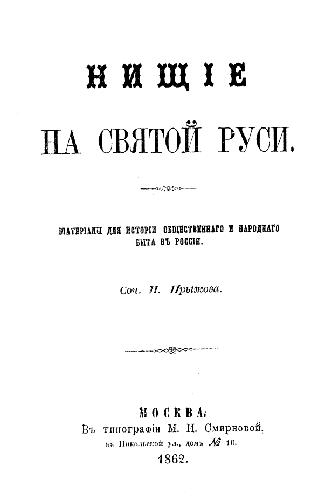 НИЩІЕ
НА СВЯТОЙ РУСИ.
МАТЕРІАЛЫ ДЛЯ ИСТОРІИ ОБЩЕСТВЕННАГО И НАРОДНАГО
БЫТА ВЪ РОССІИ.
Соч. И. Прыжова.
МОСКВА:
Въ типографіи М. И. Смирновой,
на Никольской ул., домъ № 10.
1862.